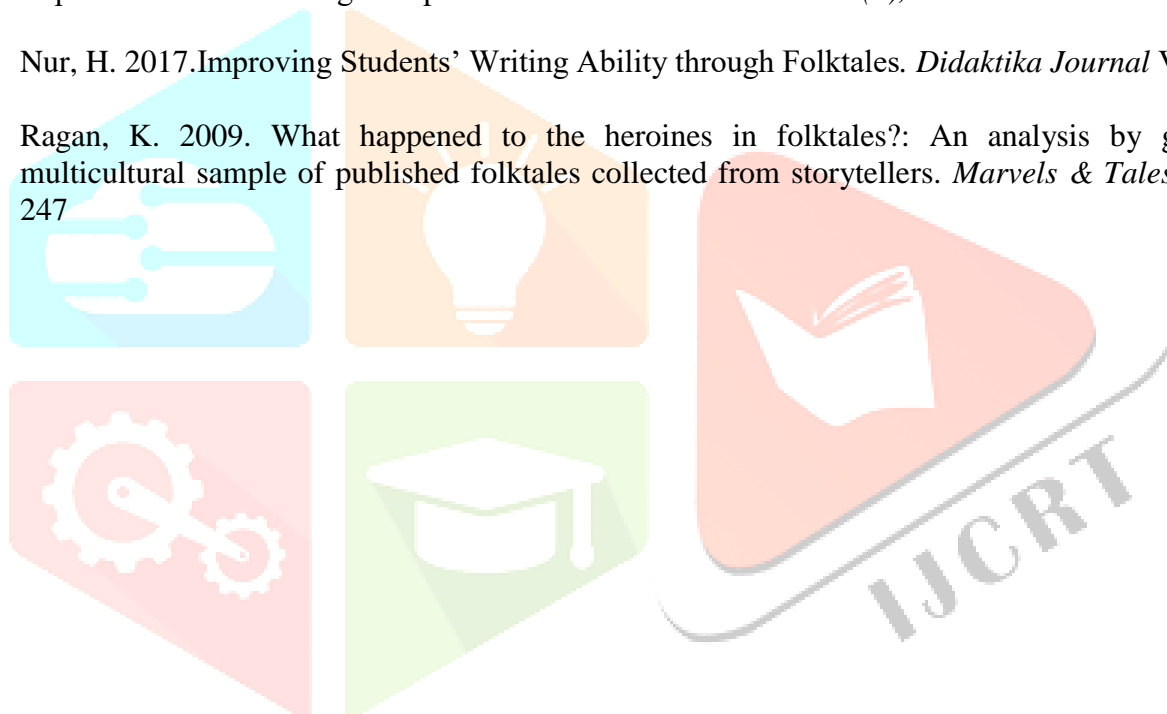 Nur, H. 2017.Improving Students’ Writing Ability through Folktales. Didaktika Journal
Ragan, K. 2009. What happened to the heroines in folktales?: An analysis by
multicultural sample of published folktales collected from storytellers. Marvels & Tales
247
IJCRT